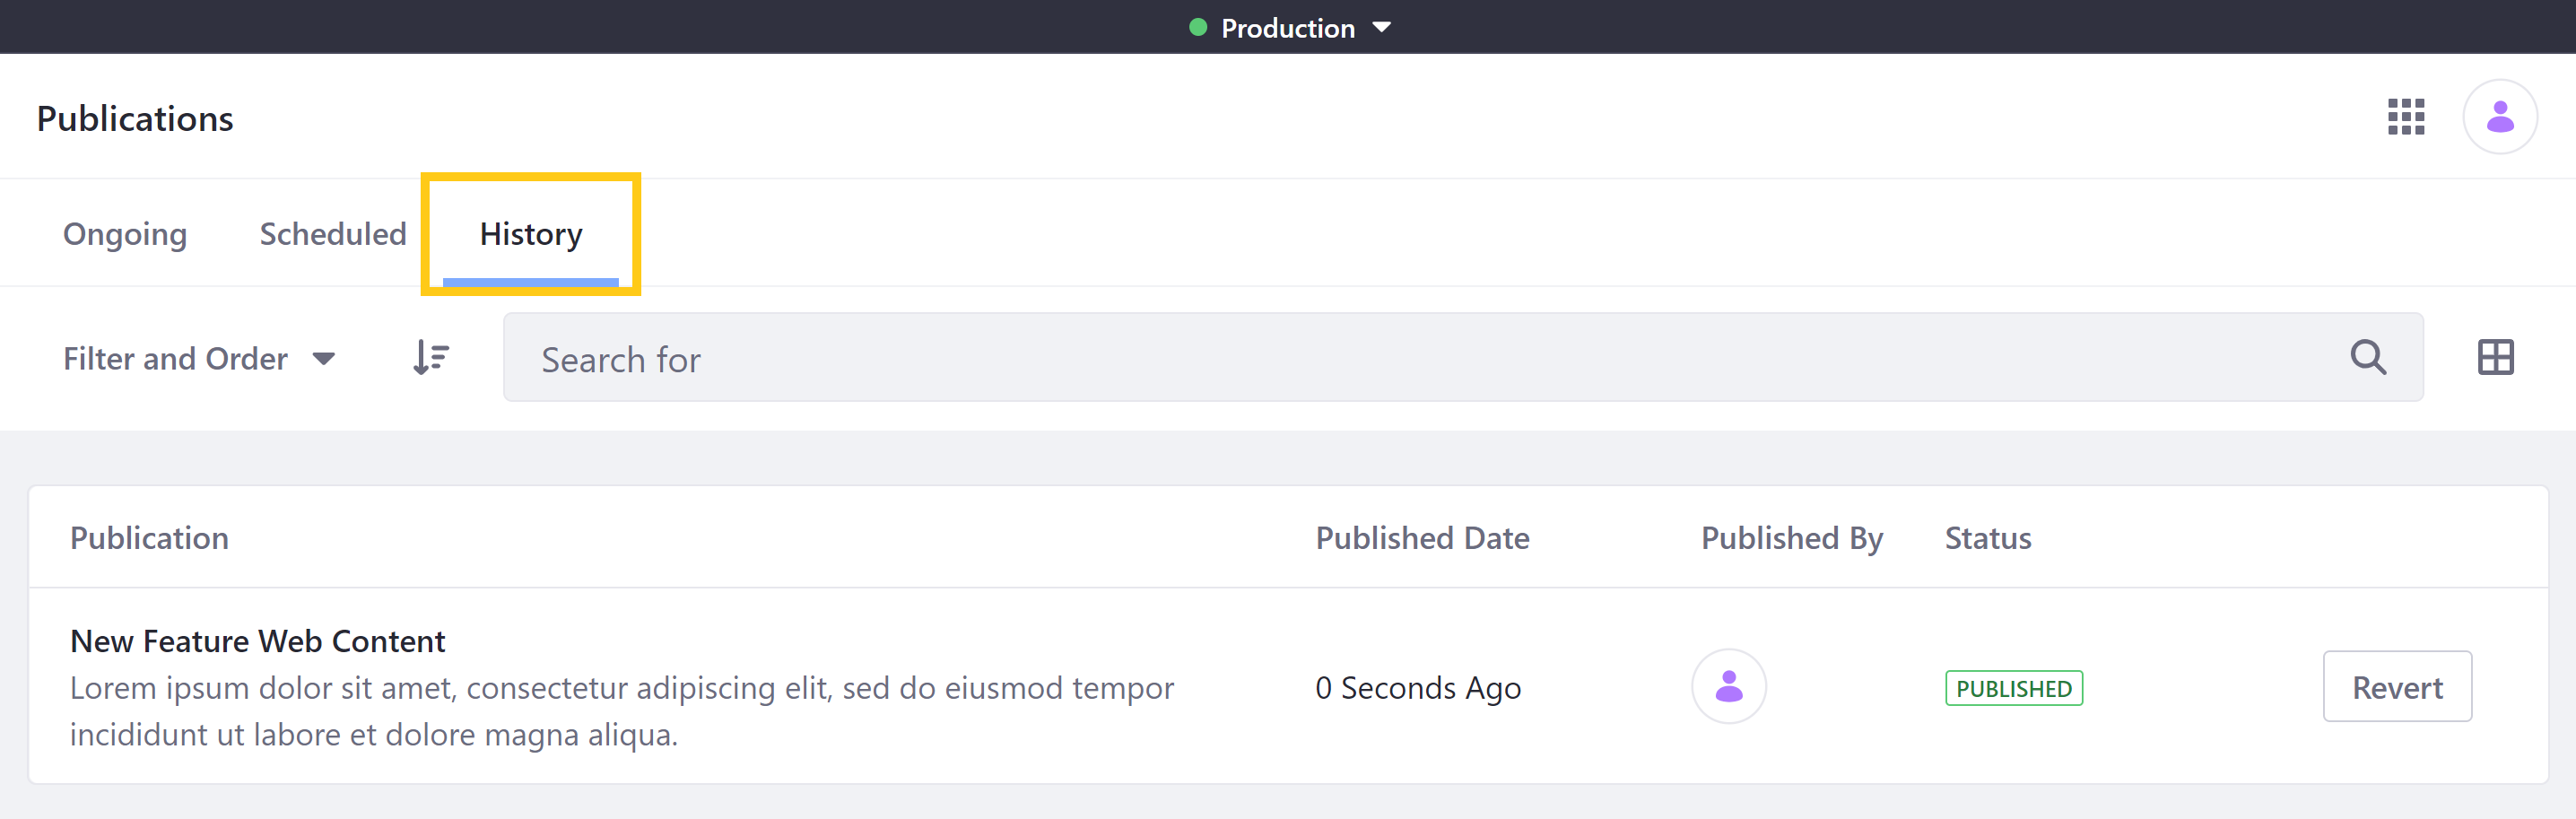 Production
Publications
Ongoing Scheduled History
Filter and Order Search for
Publication Published Date Published By Status
New Feature Web Content
Lorem ipsum dolor sit amet, consectetur adipiscing elit, sed do eiusmod tempor
incididunt ut labore et dolore magna aliqua.
0 Seconds Ago PUBLISHED Revert